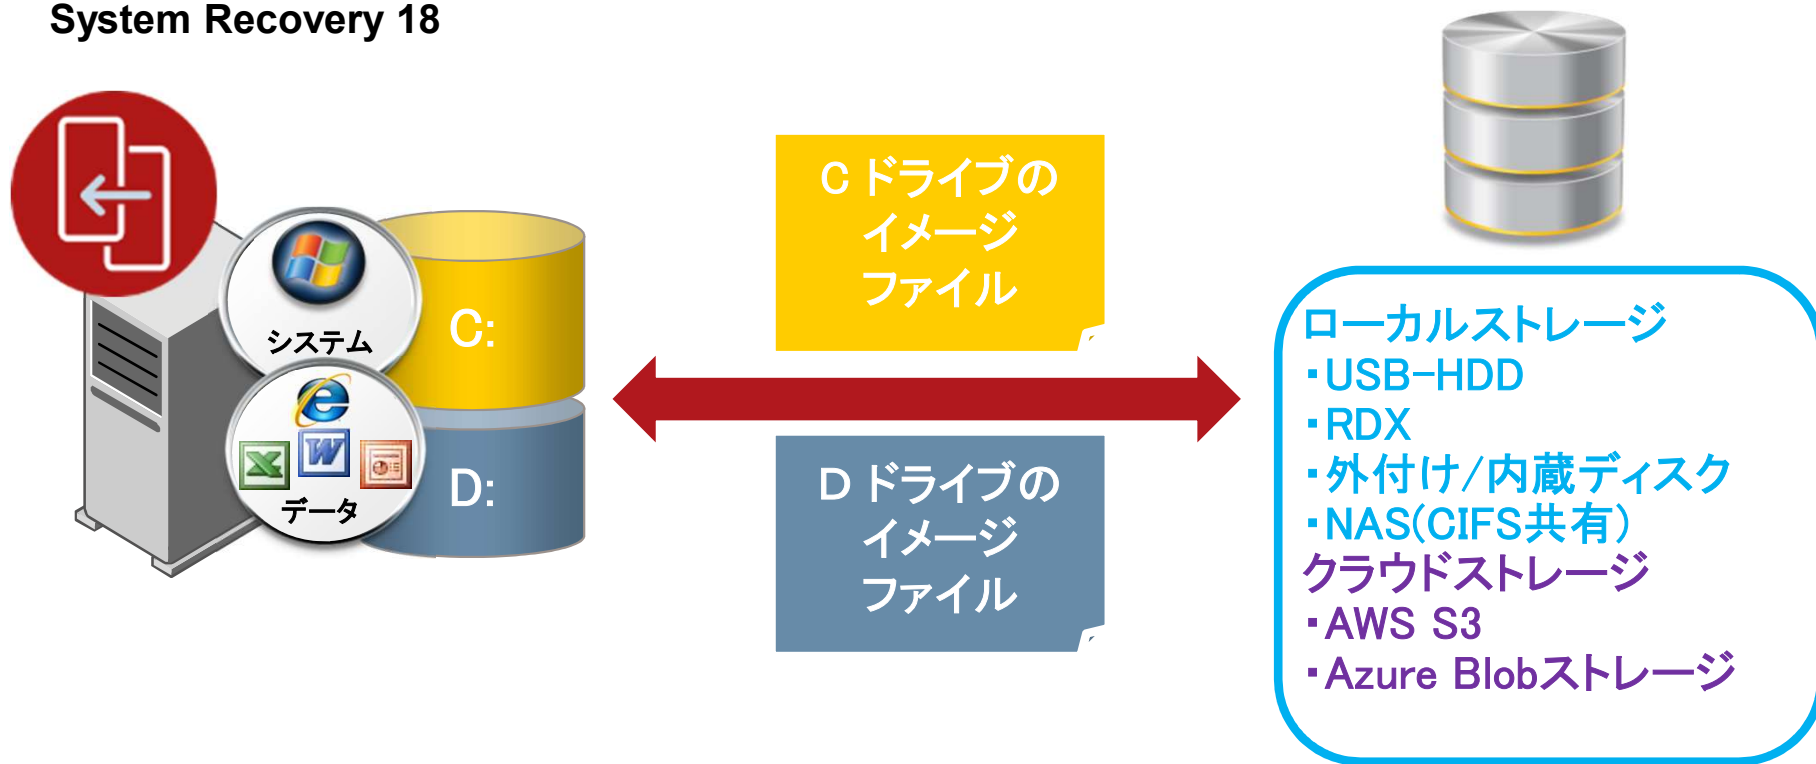 System Recovery 18
システム
データ
C:
D:
C ドライブの
イメージ
ファイル
D ドライブの
イメージ
ファイル
ローカルストレージ
・USB-HDD
・RDX
・外付け/内蔵ディスク
・NAS(CIFS共有)
クラウドストレージ
・AWS S3
・Azure Blobストレージ